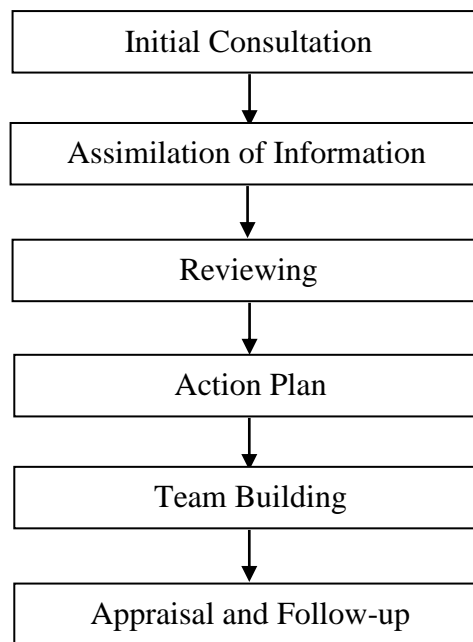 Initial Consultation
Assimilation of Information
Reviewing
Action Plan
Team Building
Appraisal and Follow-up